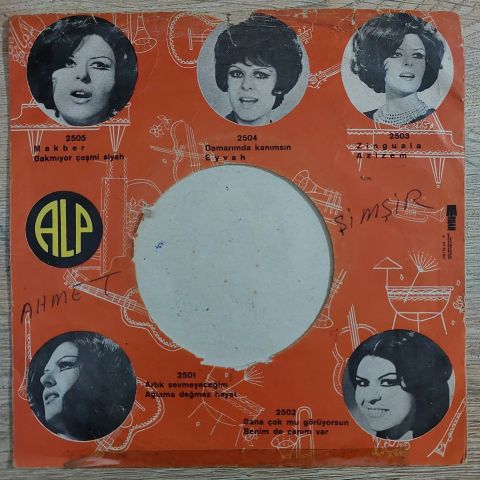 2505
Makber
Bakmıyor çeşmi siyah
2504
Damarımda kanımsın
Eyvah
2503
Zinguala
Azizem
ALP
ŞİMŞİR
AHMET
2501
Artık sevmeyeceğim
Ağlama değmez hayat
2502
Bana çok mu görüyorsun
Benim de canım var